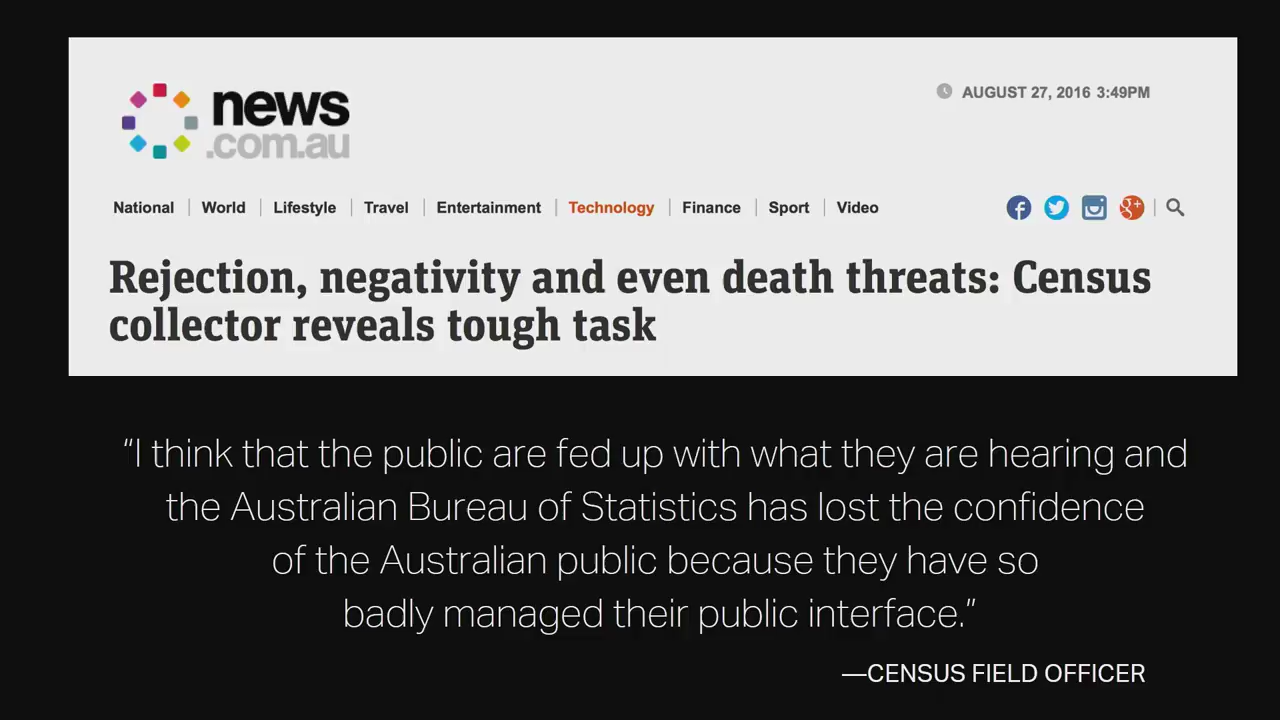 news
.com.au
AUGUST 27, 2016 3:49PM
National World Lifestyle Travel Entertainment Technology Finance Sport Video
Rejection, negativity and even death threats: Census
collector reveals tough task
“I think that the public are fed up with what they are hearing and
the Australian Bureau of Statistics has lost the confidence
of the Australian public because they have so
badly managed their public interface.”
—CENSUS FIELD OFFICER